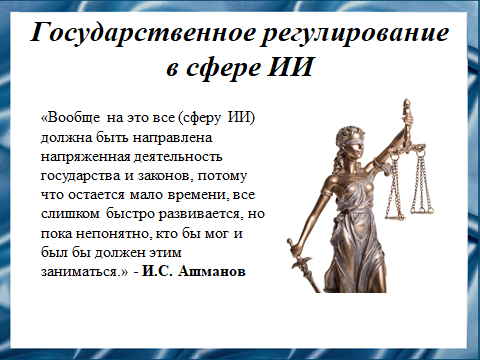 Государственное регулирование
в сфере ИИ
«Вообще на это все (сферу ИИ)
должна быть направлена
напряженная деятельность
государства и законов, потому
что остается мало времени, все
слишком быстро развивается, но
пока непонятно, кто бы мог и
был бы должен этим
заниматься.» - И.С. Ашманов